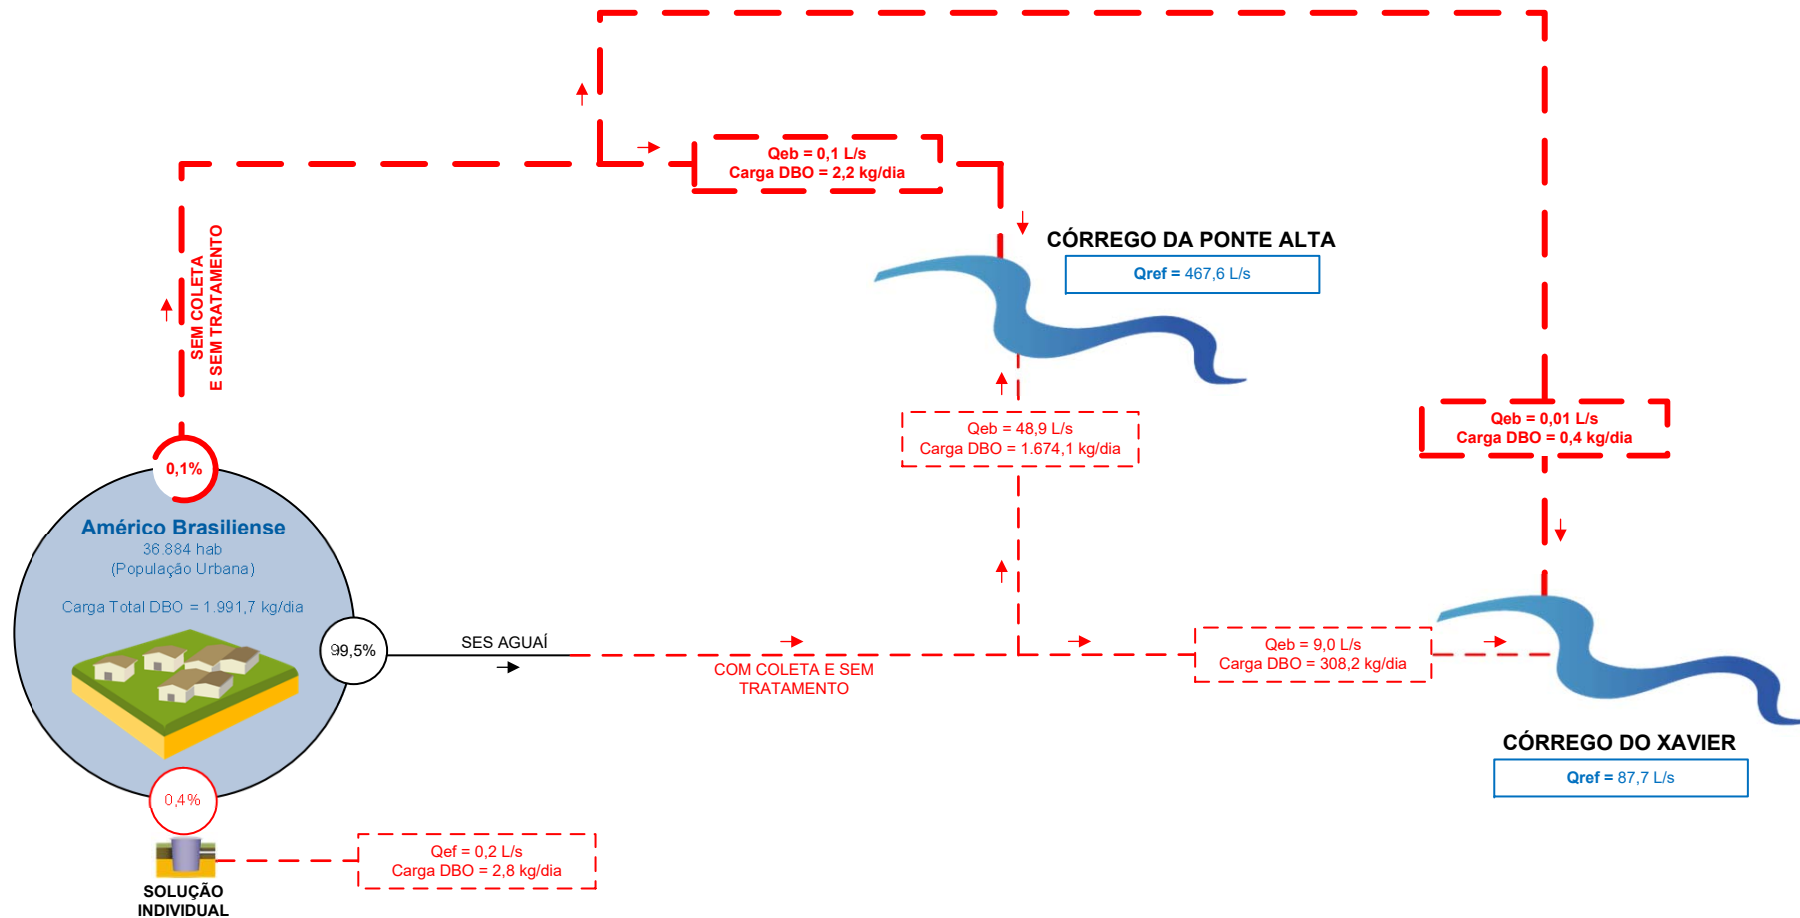 Qeb = 0,1 L/s
Carga DBO = 2,2 kg/dia
SEM COLETA
E SEM TRATAMENTO
CÓRREGO DA PONTE ALTA
Qref = 467,6 L/s
Qeb = 48,9 L/s
Carga DBO = 1.674,1 kg/dia
Qeb = 0,01 L/s
Carga DBO = 0,4 kg/dia
0,1%
Américo Brasiliense
36.884 hab
(População Urbana)
Carga Total DBO = 1.991,7 kg/dia
99,5%
SES AGUAÍ
COM COLETA E SEM
TRATAMENTO
Qeb = 9,0 L/s
Carga DBO = 308,2 kg/dia
CÓRREGO DO XAVIER
Qref = 87,7 L/s
0,4%
Qef = 0,2 L/s
Carga DBO = 2,8 kg/dia
SOLUÇÃO
INDIVIDUAL